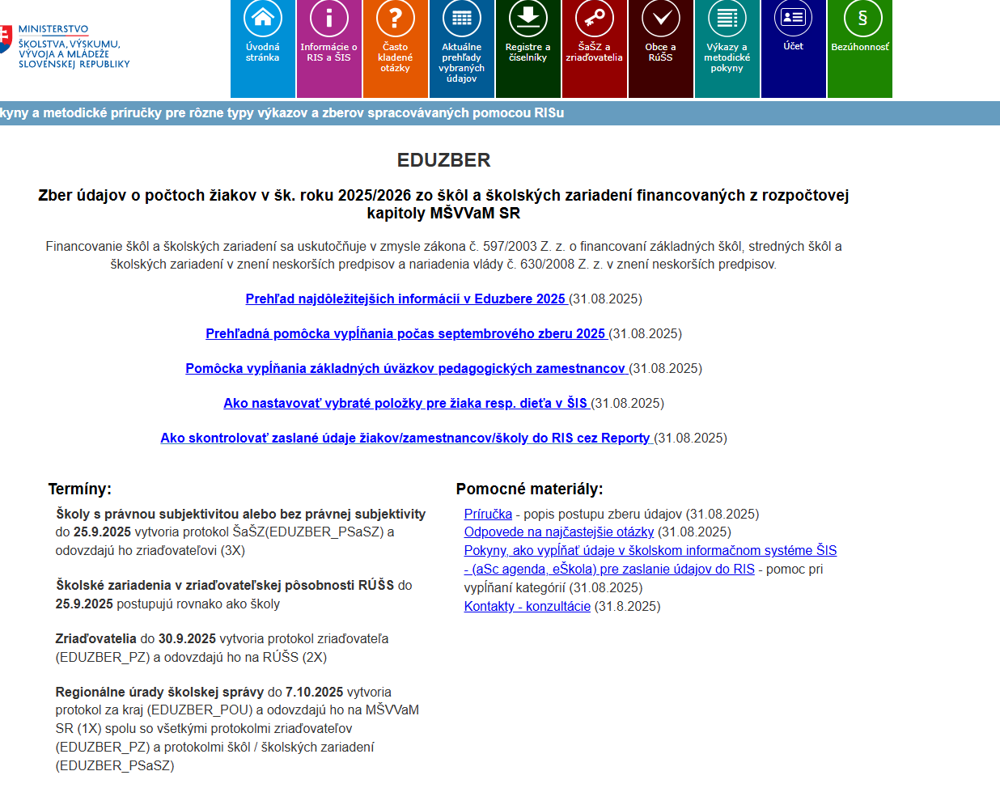 MINISTERSTVO
ŠKOLSTVA, VÝSKUMU,
VÝVOJA A MLÁDEŽE
SLOVENSKEJ REPUBLIKY
Úvodná
stránka
Informácie o
RIS a ŠIS
Často
kladené
otázky
Aktuálne
prehľady
vybraných
údajov
Registre a
číselníky
ŠaŠZ a
zriaďovatelia
Obce a
RúŠS
Výkazy a
metodické
pokyny
Účet
§
Bezúhonnosť
kyny a metodické príručky pre rôzne typy výkazov a zberov spracovávaných pomocou RISu
EDUZBER
Zber údajov o počtoch žiakov v šk. roku 2025/2026 zo škôl a školských zariadení financovaných z rozpočtovej
kapitoly MŠVVaM SR
Financovanie škôl a školských zariadení sa uskutočňuje v zmysle zákona č. 597/2003 Z. z. o financovaní základných škôl, stredných škôl a
školských zariadení v znení neskorších predpisov a nariadenia vlády č. 630/2008 Z. z. v znení neskorších predpisov.
Prehľad najdôležitejších informácií v Eduzbere 2025 (31.08.2025)
Prehľadná pomôcka vypĺňania počas septembrového zberu 2025 (31.08.2025)
Pomôcka vypĺňania základných úväzkov pedagogických zamestnancov (31.08.2025)
Ako nastavovať vybraté položky pre žiaka resp. dieťa v ŠIS (31.08.2025)
Ako skontrolovať zaslané údaje žiakov/zamestnancov/školy do RIS cez Reporty (31.08.2025)
Termíny:
Školy s právnou subjektivitou alebo bez právnej subjektivity
do 25.9.2025 vytvoria protokol ŠaŠZ(EDUZBER_PSaSZ) a
odovzdajú ho zriaďovateľovi (3X)
Školské zariadenia v zriaďovateľskej pôsobnosti RÚŠS do
25.9.2025 postupujú rovnako ako školy
Zriaďovatelia do 30.9.2025 vytvoria protokol zriaďovateľa
(EDUZBER_PZ) a odovzdajú ho na RÚŠS (2X)
Regionálne úrady školskej správy do 7.10.2025 vytvoria
protokol za kraj (EDUZBER_POU) a odovzdajú ho na MŠVVaM
SR (1X) spolu so všetkými protokolmi zriaďovateľov
(EDUZBER_PZ) a protokolmi škôl / školských zariadení
(EDUZBER_PSaSZ)
Pomocné materiály:
Príručka - popis postupu zberu údajov (31.08.2025)
Odpovede na najčastejšie otázky (31.08.2025)
Pokyny, ako vypĺňať údaje v školskom informačnom systéme ŠIS
- (aSc agenda, eŠkola) pre zaslanie údajov do RIS - pomoc pri
vypĺňaní kategórií (31.08.2025)
Kontakty - konzultácie (31.8.2025)